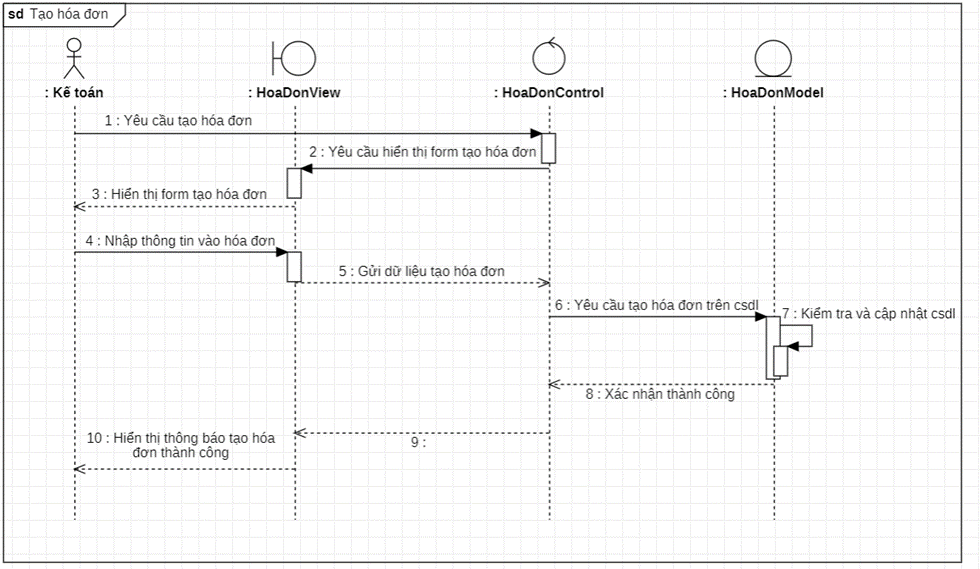 sd Tạo hóa đơn
: Kế toán
: HoaDonView
: HoaDonControl
: HoaDonModel
1 : Yêu cầu tạo hóa đơn
2 : Yêu cầu hiển thị form tạo hóa đơn
3 : Hiển thị form tạo hóa đơn
4 : Nhập thông tin vào hóa đơn
5 : Gửi dữ liệu tạo hóa đơn
6 : Yêu cầu tạo hóa đơn trên csdl
7 : Kiểm tra và cập nhật csdl
8 : Xác nhận thành công
9 :
10 : Hiển thị thông báo tạo hóa
đơn thành công